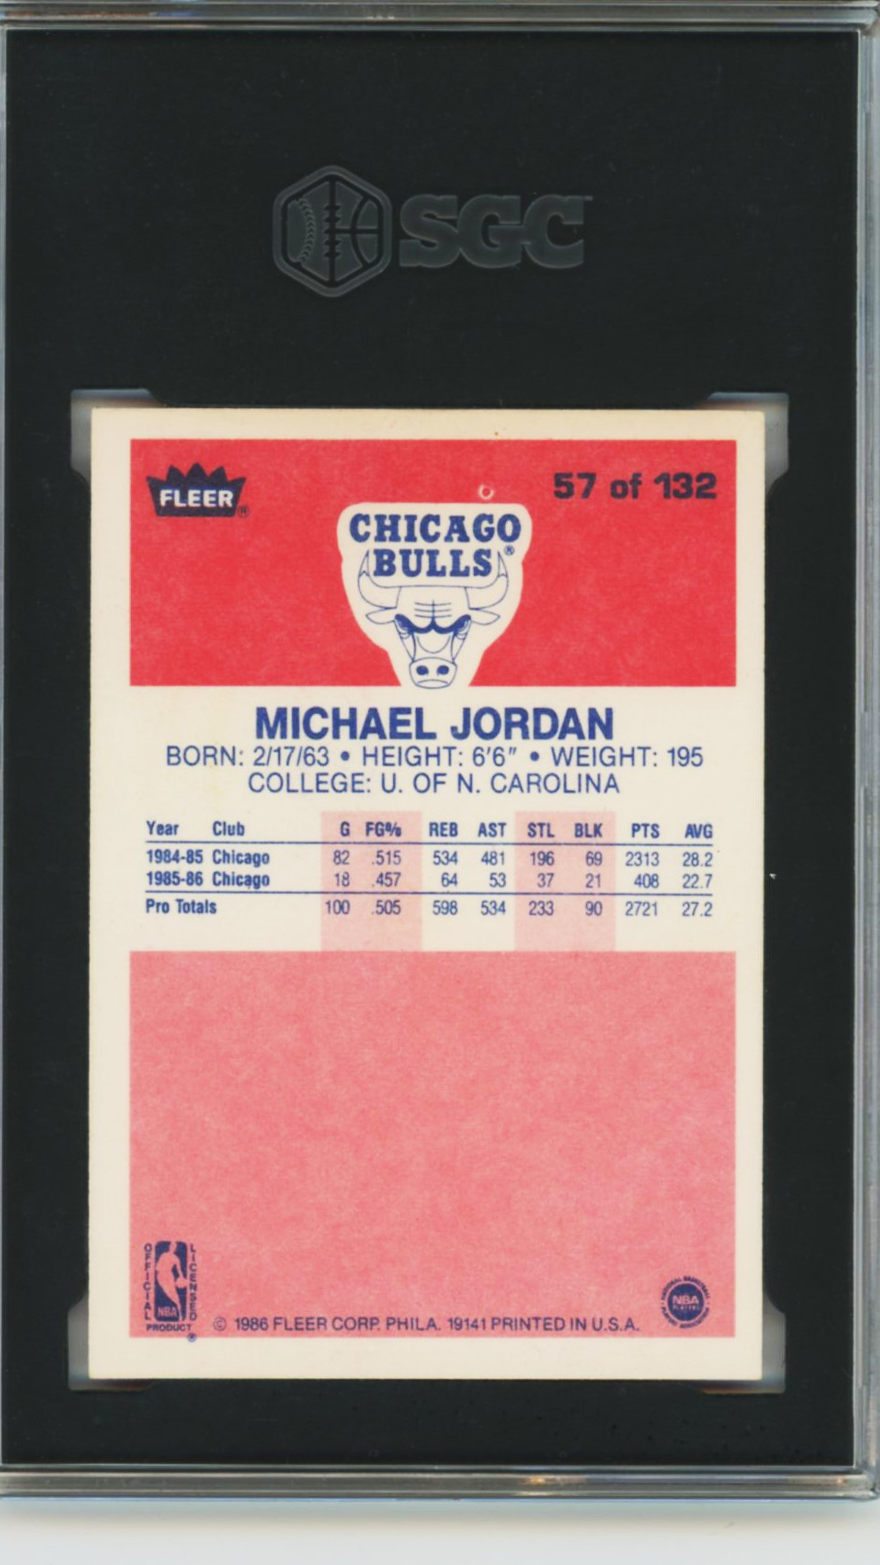 SGC
FLEER®
57 of 132
CHICAGO
BULLS®
MICHAEL JORDAN
BORN: 2/17/63 • HEIGHT: 6'6" • WEIGHT: 195
COLLEGE: U. OF N. CAROLINA
Year Club G FG% REB AST STL BLK PTS AVG
1984-85 Chicago 82 .515 534 481 196 69 2313 28.2
1985-86 Chicago 18 .457 64 53 37 21 408 22.7
Pro Totals 100 .505 598 534 233 90 2721 27.2
OFFICIAL LICENSED
NBA
PRODUCT ®
© 1986 FLEER CORP. PHILA. 19141 PRINTED IN U.S.A.
NATIONAL BASKETBALL
NBA
PLAYERS
ASSOCIATION